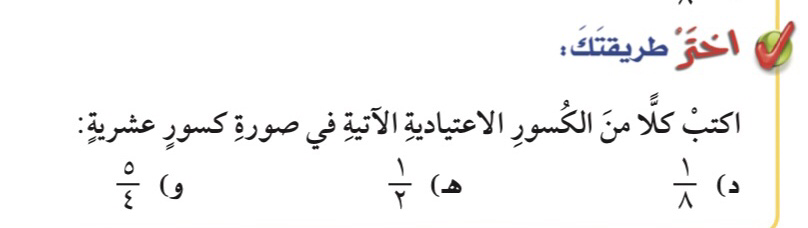 اخترْ طريقتَكَ:
اكتبْ كلًّا منَ الكُسورِ الاعتياديةِ الآتيةِ في صورةِ كسورٍ عشريةٍ:
د) ١/٨ هـ) ١/٢ و) ٥/٤